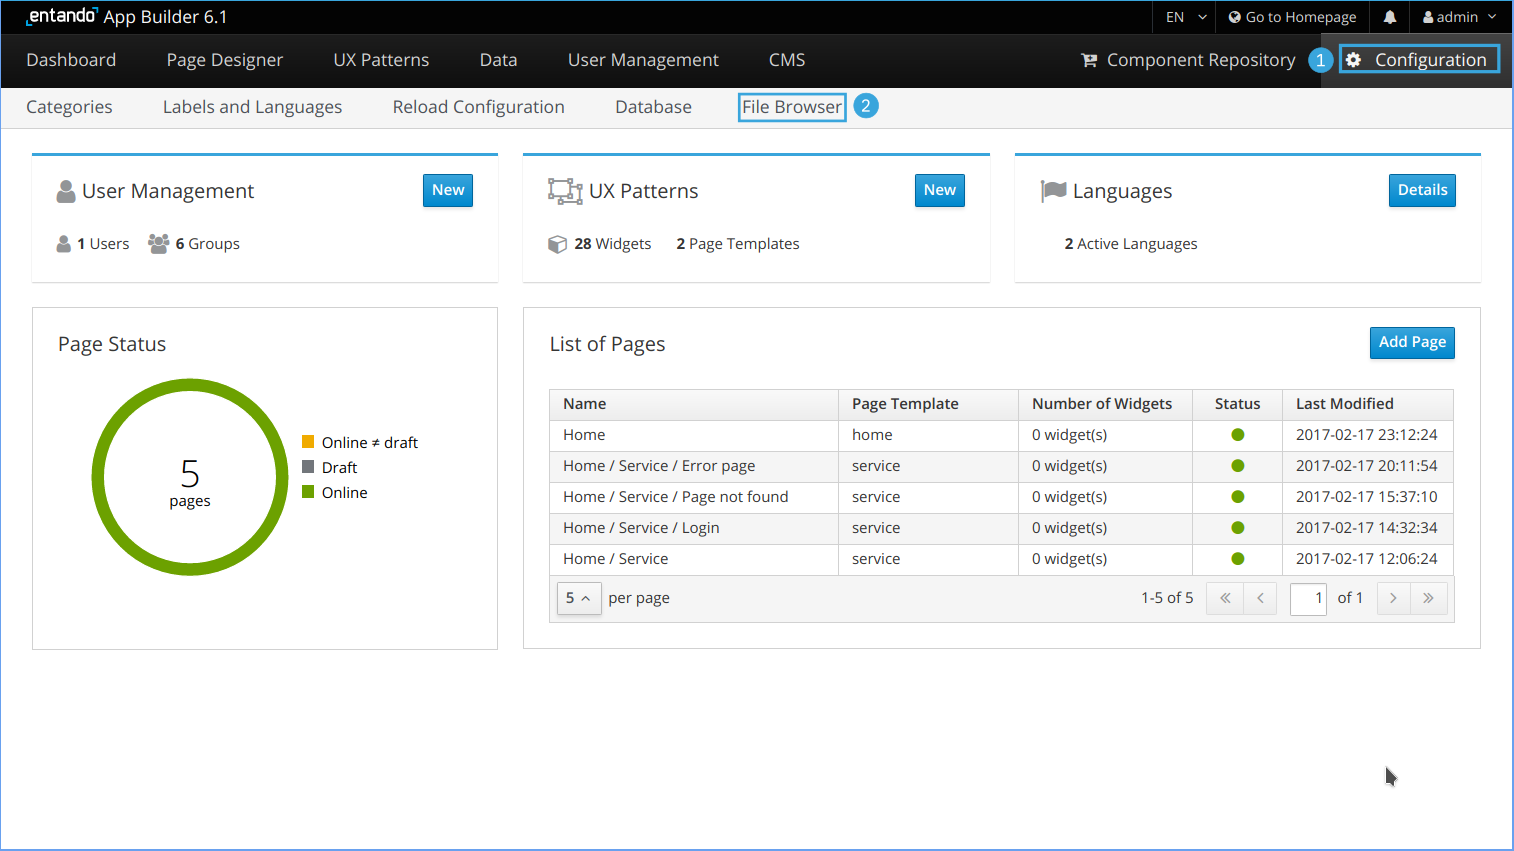 entando App Builder 6.1 EN Go to Homepage admin
Dashboard Page Designer UX Patterns Data User Management CMS Component Repository 1 Configuration
Categories Labels and Languages Reload Configuration Database File Browser 2
User Management New
1 Users 6 Groups
UX Patterns New
28 Widgets 2 Page Templates
Languages Details
2 Active Languages
Page Status
5
pages
Online ≠ draft
Draft
Online
List of Pages Add Page
Name Page Template Number of Widgets Status Last Modified
Home home 0 widget(s) 2017-02-17 23:12:24
Home / Service / Error page service 0 widget(s) 2017-02-17 20:11:54
Home / Service / Page not found service 0 widget(s) 2017-02-17 15:37:10
Home / Service / Login service 0 widget(s) 2017-02-17 14:32:34
Home / Service service 0 widget(s) 2017-02-17 12:06:24
5 per page 1-5 of 5 « ‹ 1 of 1 › »